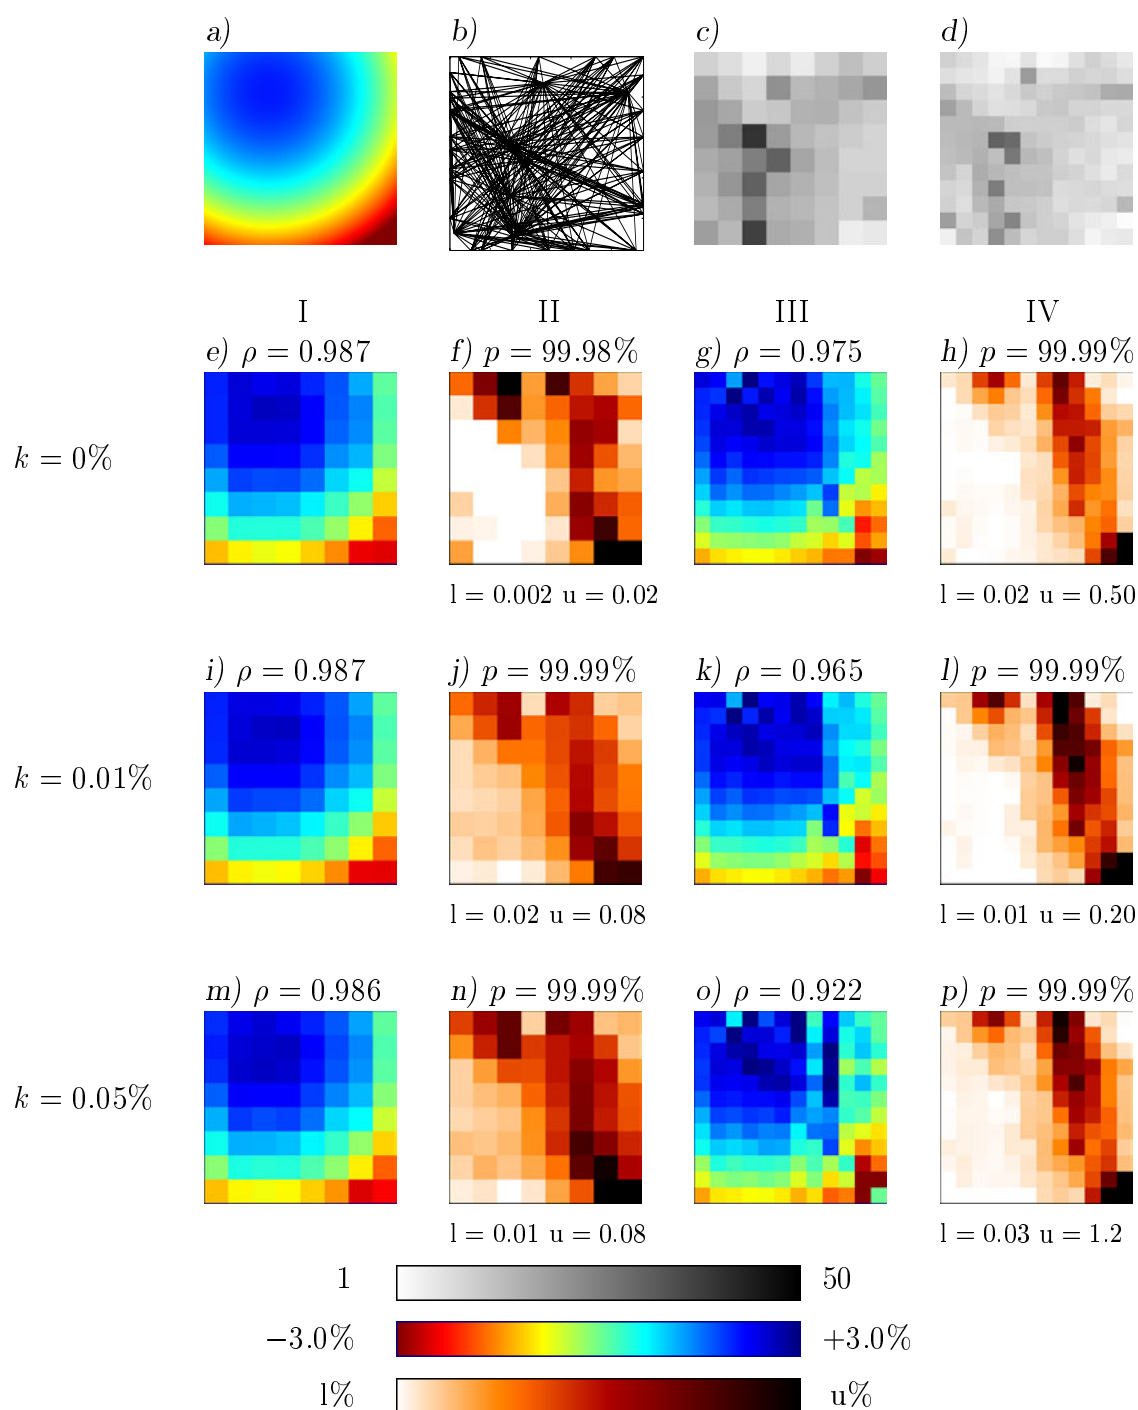 a) b) c) d)
I II III IV
e) ρ = 0.987 f) p = 99.98% g) ρ = 0.975 h) p = 99.99%
k = 0%
l = 0.002 u = 0.02 l = 0.02 u = 0.50
i) ρ = 0.987 j) p = 99.99% k) ρ = 0.965 l) p = 99.99%
k = 0.01%
l = 0.02 u = 0.08 l = 0.01 u = 0.20
m) ρ = 0.986 n) p = 99.99% o) ρ = 0.922 p) p = 99.99%
k = 0.05%
l = 0.01 u = 0.08 l = 0.03 u = 1.2
1 50
−3.0% +3.0%
l% u%